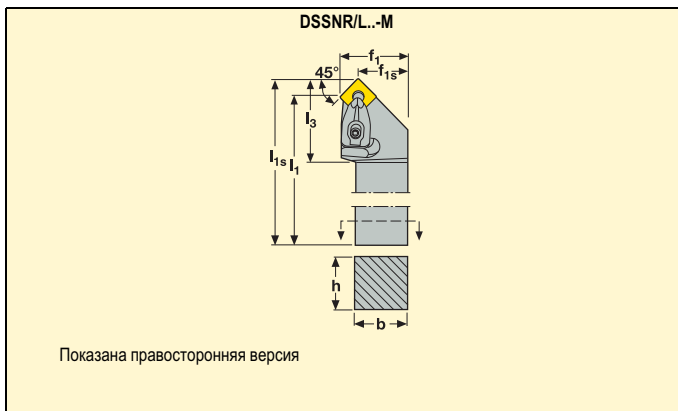 DSSNR/L..-M
f1
f1s
45°
l3
l1s
l1
h
b
Показана правосторонняя версия